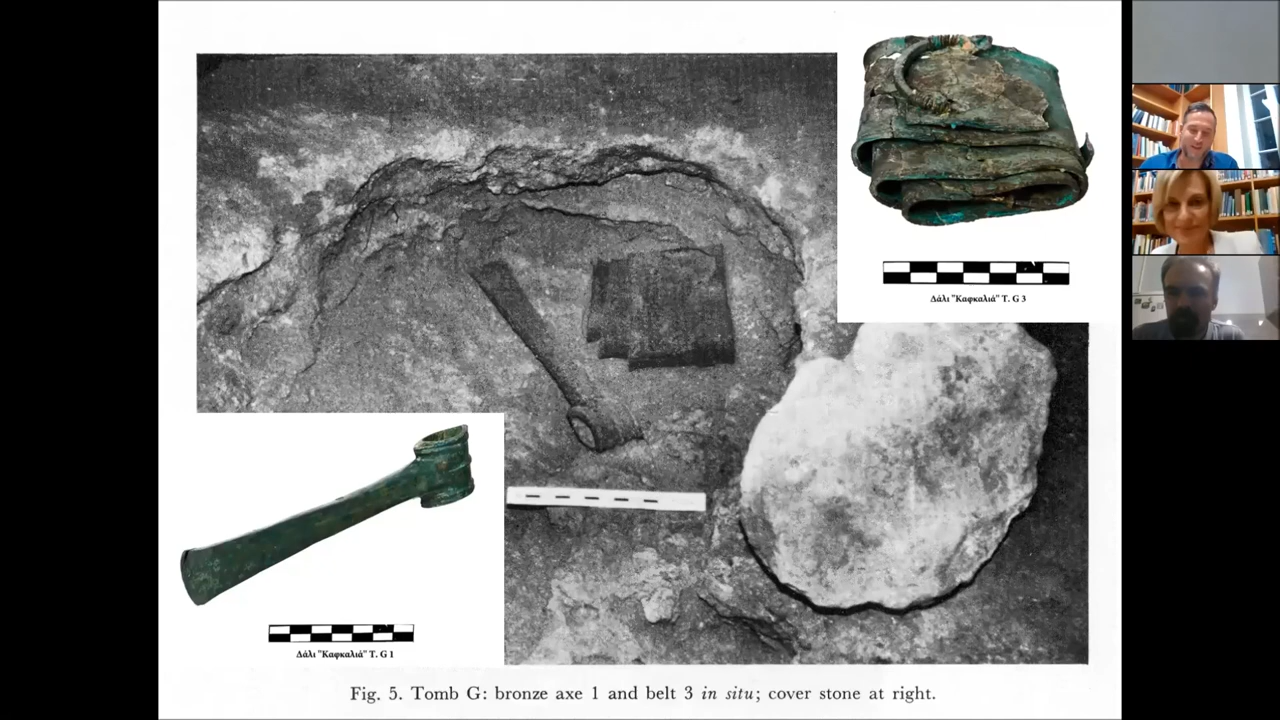 Δάλι "Καφκαλιά" Τ. G 3
Δάλι "Καφκαλιά" Τ. G 1
Fig. 5. Tomb G: bronze axe 1 and belt 3 in situ; cover stone at right.